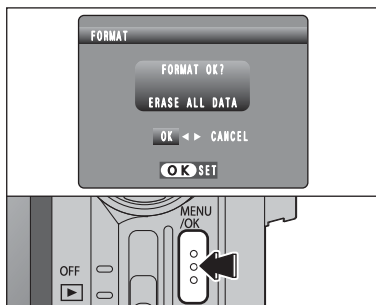 FORMAT
FORMAT OK?
ERASE ALL DATA
OK ◀ ▶ CANCEL
OK SET
MENU
/OK
OFF